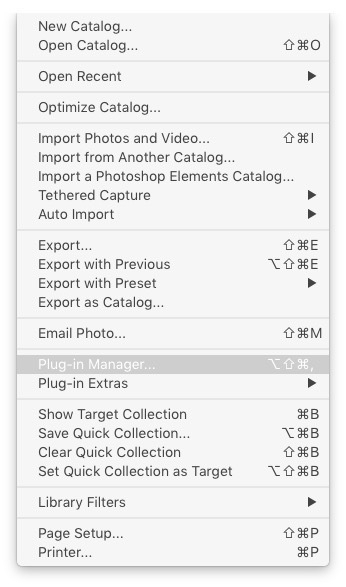 New Catalog...
Open Catalog... ⇧⌘O
Open Recent ▶
Optimize Catalog...
Import Photos and Video... ⇧⌘I
Import from Another Catalog...
Import a Photoshop Elements Catalog...
Tethered Capture ▶
Auto Import ▶
Export... ⇧⌘E
Export with Previous ⌥⇧⌘E
Export with Preset ▶
Export as Catalog...
Email Photo... ⇧⌘M
Plug-in Manager... ⌥⇧⌘,
Plug-in Extras ▶
Show Target Collection ⌘B
Save Quick Collection... ⌥⌘B
Clear Quick Collection ⇧⌘B
Set Quick Collection as Target ⌥⇧⌘B
Library Filters ▶
Page Setup... ⇧⌘P
Printer... ⌘P